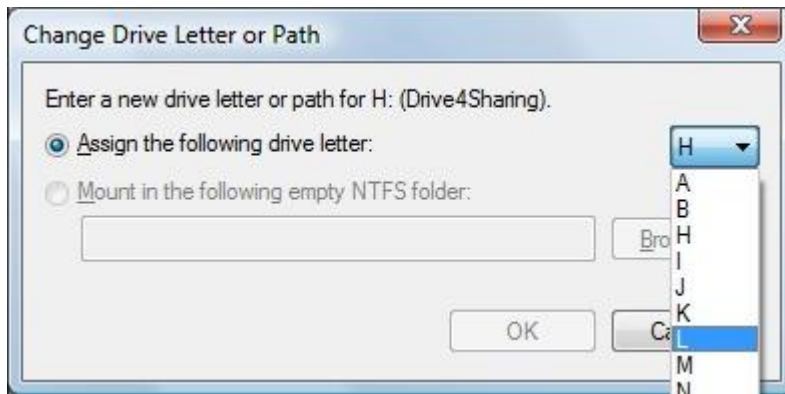 Change Drive Letter or Path
Enter a new drive letter or path for H: (Drive4Sharing).
Assign the following drive letter:
H
Mount in the following empty NTFS folder:
A
B
H
I
J
K
L
M
N
OK